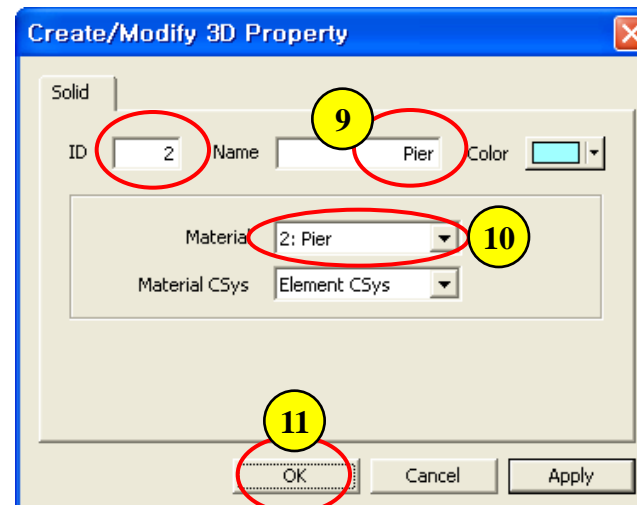 Create/Modify 3D Property
Solid
9
ID 2 Name Pier Color
Material 2: Pier 10
Material CSys Element CSys
11
OK Cancel Apply